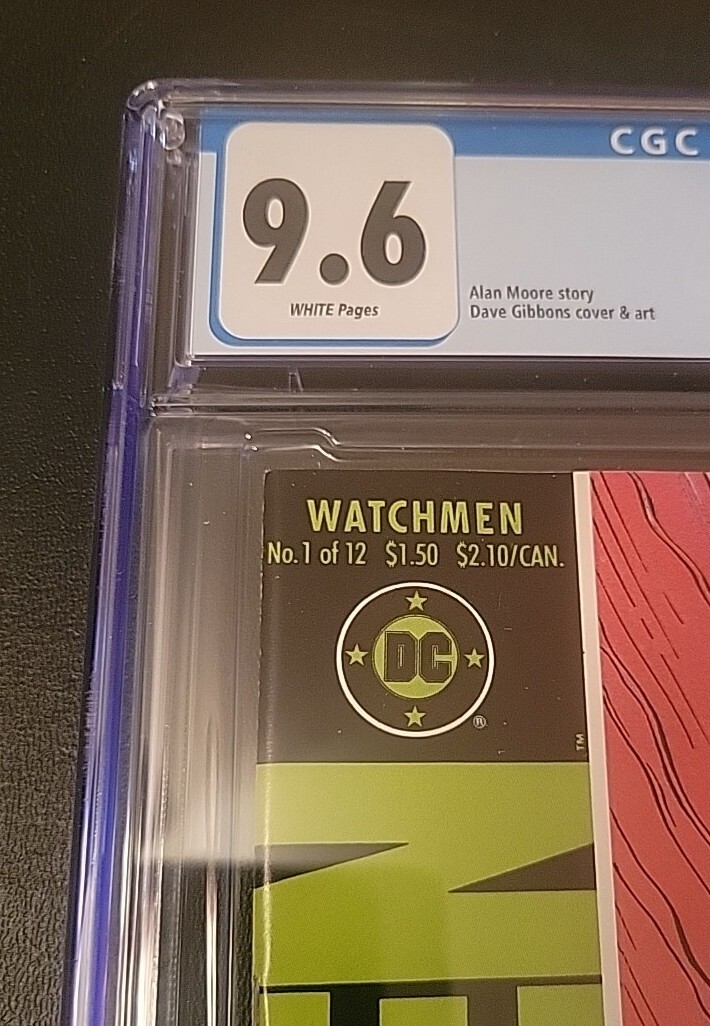 CGC
9.6
WHITE Pages
Alan Moore story
Dave Gibbons cover & art
WATCHMEN
No. 1 of 12 $1.50 $2.10/CAN.
DC
®
TM